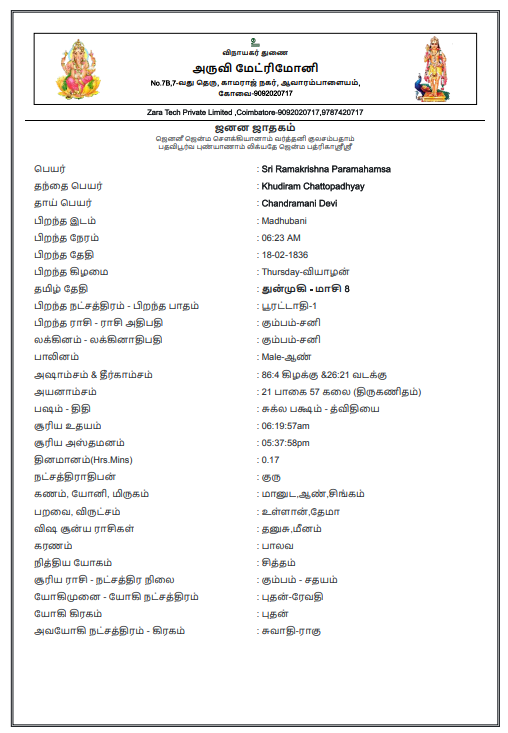 விநாயகர் துணை
அருவி மேட்ரிமோனி
No.7B,7-வது தெரு, காமராஜ் நகர், ஆவாரம்பாளையம்,
கோவை-9092020717
Zara Tech Private Limited ,Coimbatore-9092020717,9787420717
ஜனன ஜாதகம்
ஜெனனீ ஜென்ம சௌக்கியானாம் வர்த்தனி குலசம்பதாம்
பதவிபூர்வ புண்யாணாம் லிக்யதே ஜென்ம பத்ரிகாஸ்ரீஸ்ரீ
பெயர் : Sri Ramakrishna Paramahamsa
தந்தை பெயர் : Khudiram Chattopadhyay
தாய் பெயர் : Chandramani Devi
பிறந்த இடம் : Madhubani
பிறந்த நேரம் : 06:23 AM
பிறந்த தேதி : 18-02-1836
பிறந்த கிழமை : Thursday-வியாழன்
தமிழ் தேதி : துன்முகி - மாசி 8
பிறந்த நட்சத்திரம் - பிறந்த பாதம் : பூரட்டாதி-1
பிறந்த ராசி - ராசி அதிபதி : கும்பம்-சனி
லக்கினம் - லக்கினாதிபதி : கும்பம்-சனி
பாலினம் : Male-ஆண்
அஷாம்சம் & தீர்காம்சம் : 86:4 கிழக்கு &26:21 வடக்கு
அயனாம்சம் : 21 பாகை 57 கலை (திருகணிதம்)
பஷம் - திதி : சுக்ல பக்ஷம் - த்விதியை
சூரிய உதயம் : 06:19:57am
சூரிய அஸ்தமனம் : 05:37:58pm
தினமானம்(Hrs.Mins) : 0.17
நட்சத்திராதிபன் : குரு
கணம், யோனி, மிருகம் : மானுட,ஆண்,சிங்கம்
பறவை, விருட்சம் : உள்ளான்,தேமா
விஷ சூன்ய ராசிகள் : தனுசு,மீனம்
கரணம் : பாலவ
நித்திய யோகம் : சித்தம்
சூரிய ராசி - நட்சத்திர நிலை : கும்பம் - சதயம்
யோகிமுனை - யோகி நட்சத்திரம் : புதன்-ரேவதி
யோகி கிரகம் : புதன்
அவயோகி நட்சத்திரம் - கிரகம் : சுவாதி-ராகு